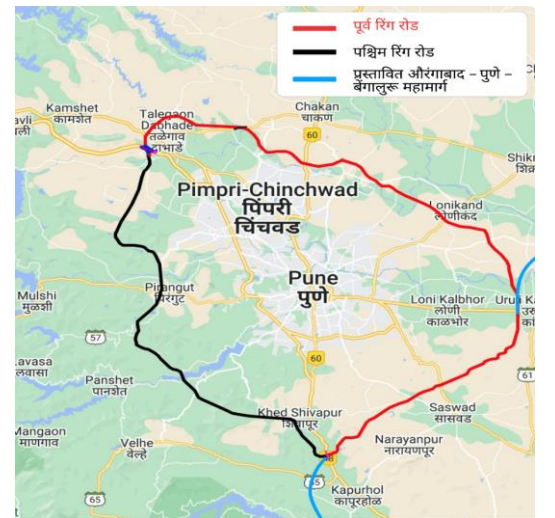 पूर्व रिंग रोड
पश्चिम रिंग रोड
प्रस्तावित औरंगाबाद – पुणे –
बेंगालुरू महामार्ग
Kamshet
कामशेत
Talegaon
Dabhade
तळेगाव
दाभाडे
Chakan
चाकण
60
Pimpri-Chinchwad
पिंपरी
चिंचवड
Lonikand
लोणीकंद
Pune
पुणे
Mulshi
मुळशी
Pirangut
पिरंगुट
Loni Kalbhor
लोणी
काळभोर
57
60
61
Lavasa
लवासा
Panshet
पानशेत
Khed Shivapur
शिवापूर
Saswad
सासवड
Mangaon
माणगांव
Velhe
वेल्हे
Narayanpur
नारायणपूर
65
65
Kapurhol
कापूरहोळ